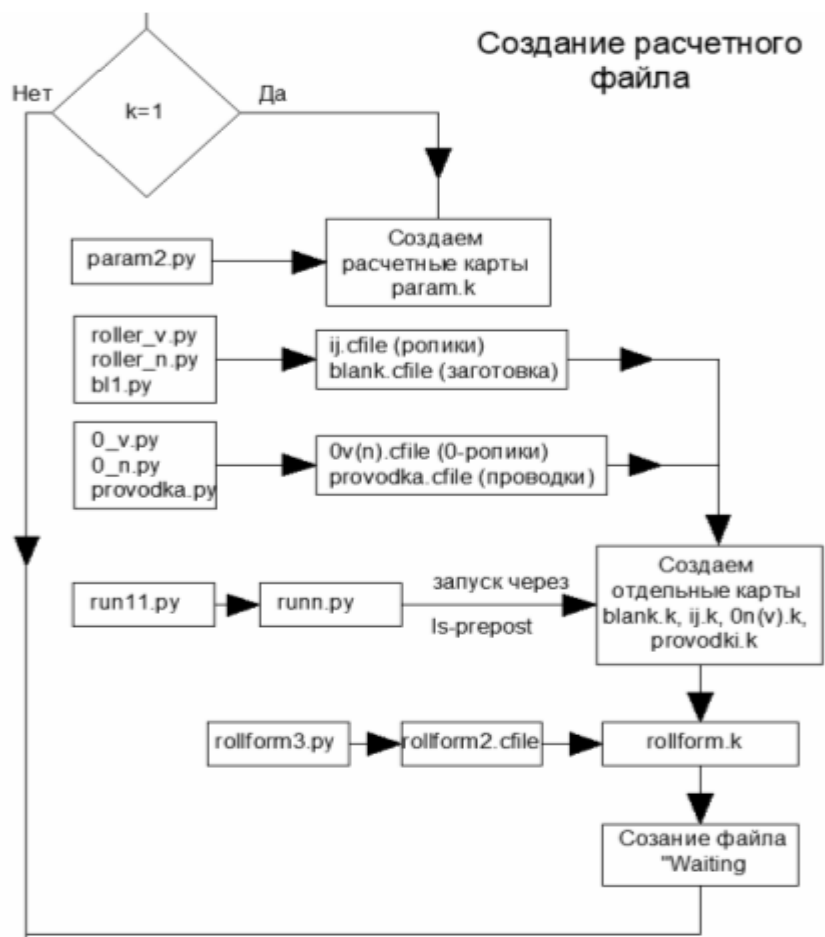 Создание расчетного
файла
Нет
Да
k=1
Создаем
расчетные карты
param.k
param2.py
roller_v.py
roller_n.py
bl1.py
ij.cfile (ролики)
blank.cfile (заготовка)
0_v.py
0_n.py
provodka.py
0v(n).cfile (0-ролики)
provodka.cfile (проводки)
Создаем
отдельные карты
blank.k, ij.k, 0n(v).k,
provodki.k
run11.py
runn.py
запуск через
ls-prepost
rollform3.py
rollform2.cfile
rollform.k
Созание файла
"Waiting